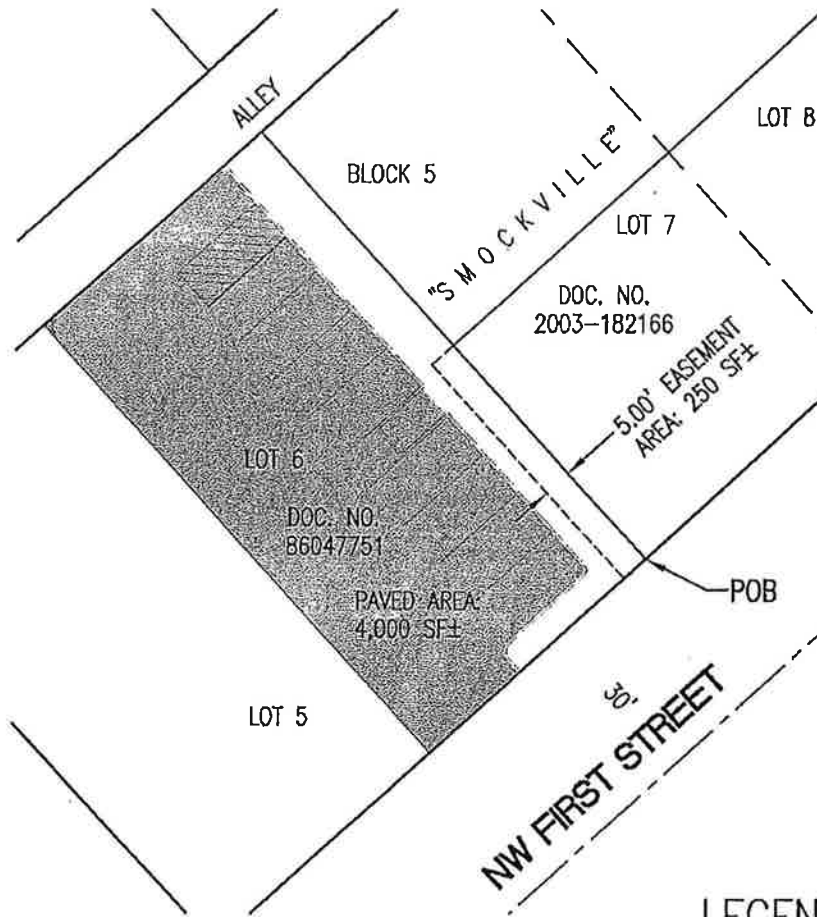 ALLEY
BLOCK 5
"SMOCKVILLE"
LOT 8
LOT 7
DOC. NO.
2003-182166
5.00' EASEMENT
AREA: 250 SF±
LOT 6
DOC. NO.
86047751
PAVED AREA:
4,000 SF±
POB
LOT 5
30'
NW FIRST STREET